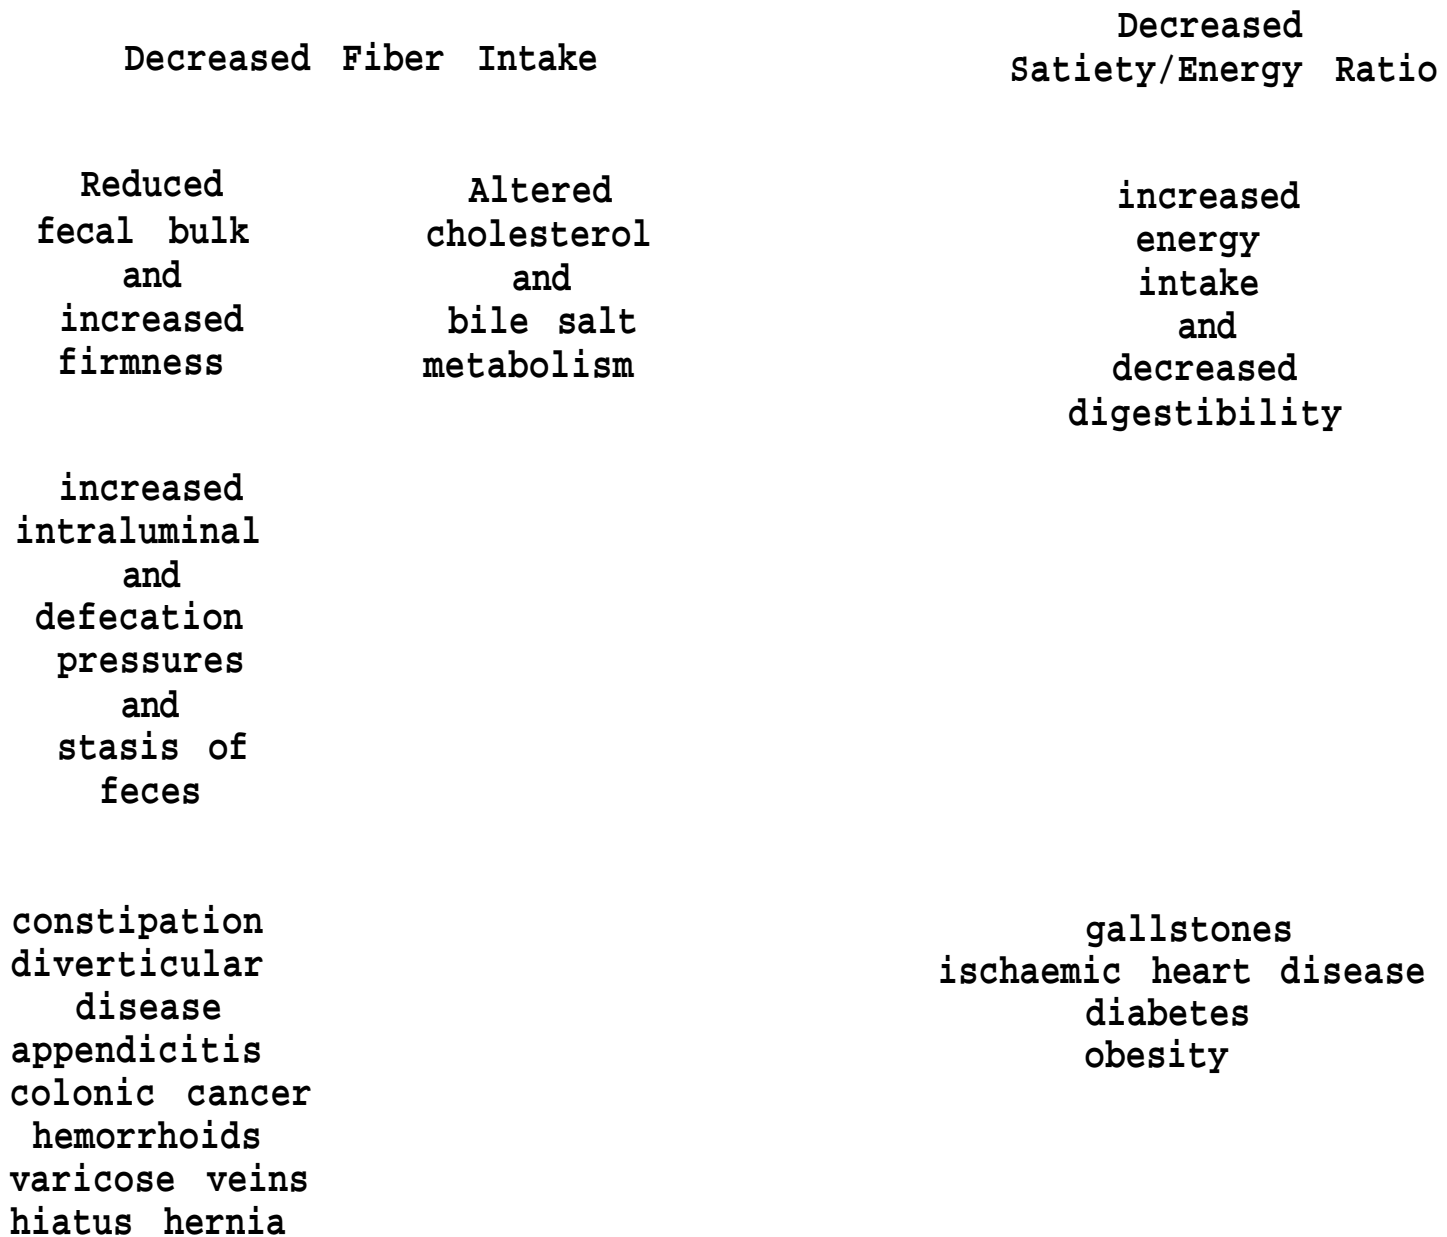 Decreased Fiber Intake
Decreased
Satiety/Energy Ratio
Reduced
fecal bulk
and
increased
firmness
Altered
cholesterol
and
bile salt
metabolism
increased
energy
intake
and
decreased
digestibility
increased
intraluminal
and
defecation
pressures
and
stasis of
feces
constipation
diverticular
disease
appendicitis
colonic cancer
hemorrhoids
varicose veins
hiatus hernia
gallstones
ischaemic heart disease
diabetes
obesity